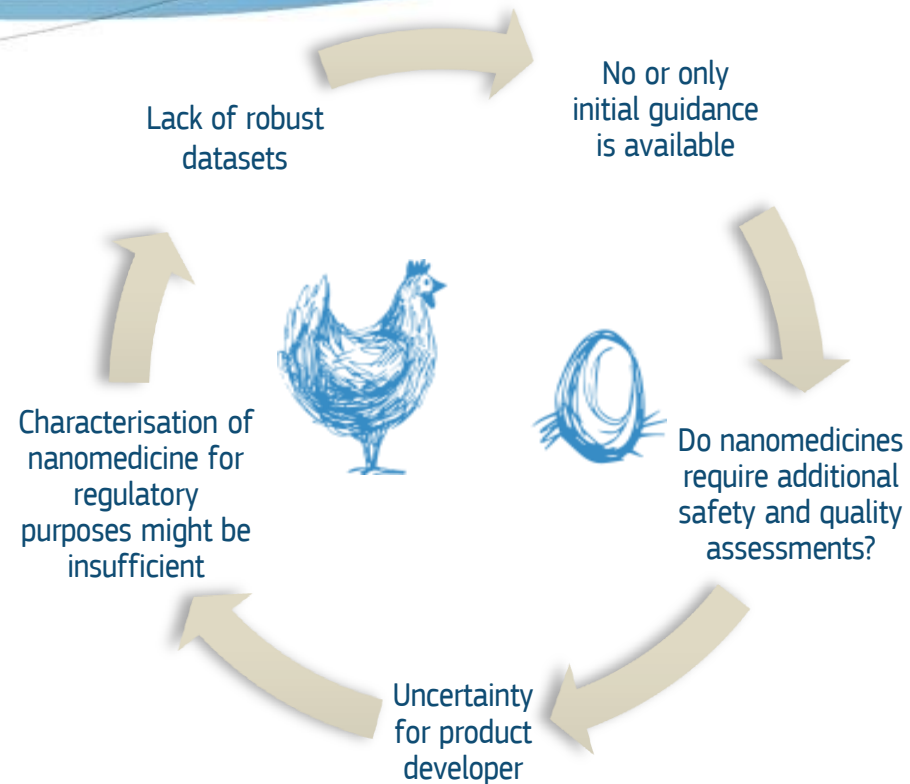 Lack of robust
datasets
No or only
initial guidance
is available
Do nanomedicines
require additional
safety and quality
assessments?
Uncertainty
for product
developer
Characterisation of
nanomedicine for
regulatory
purposes might be
insufficient